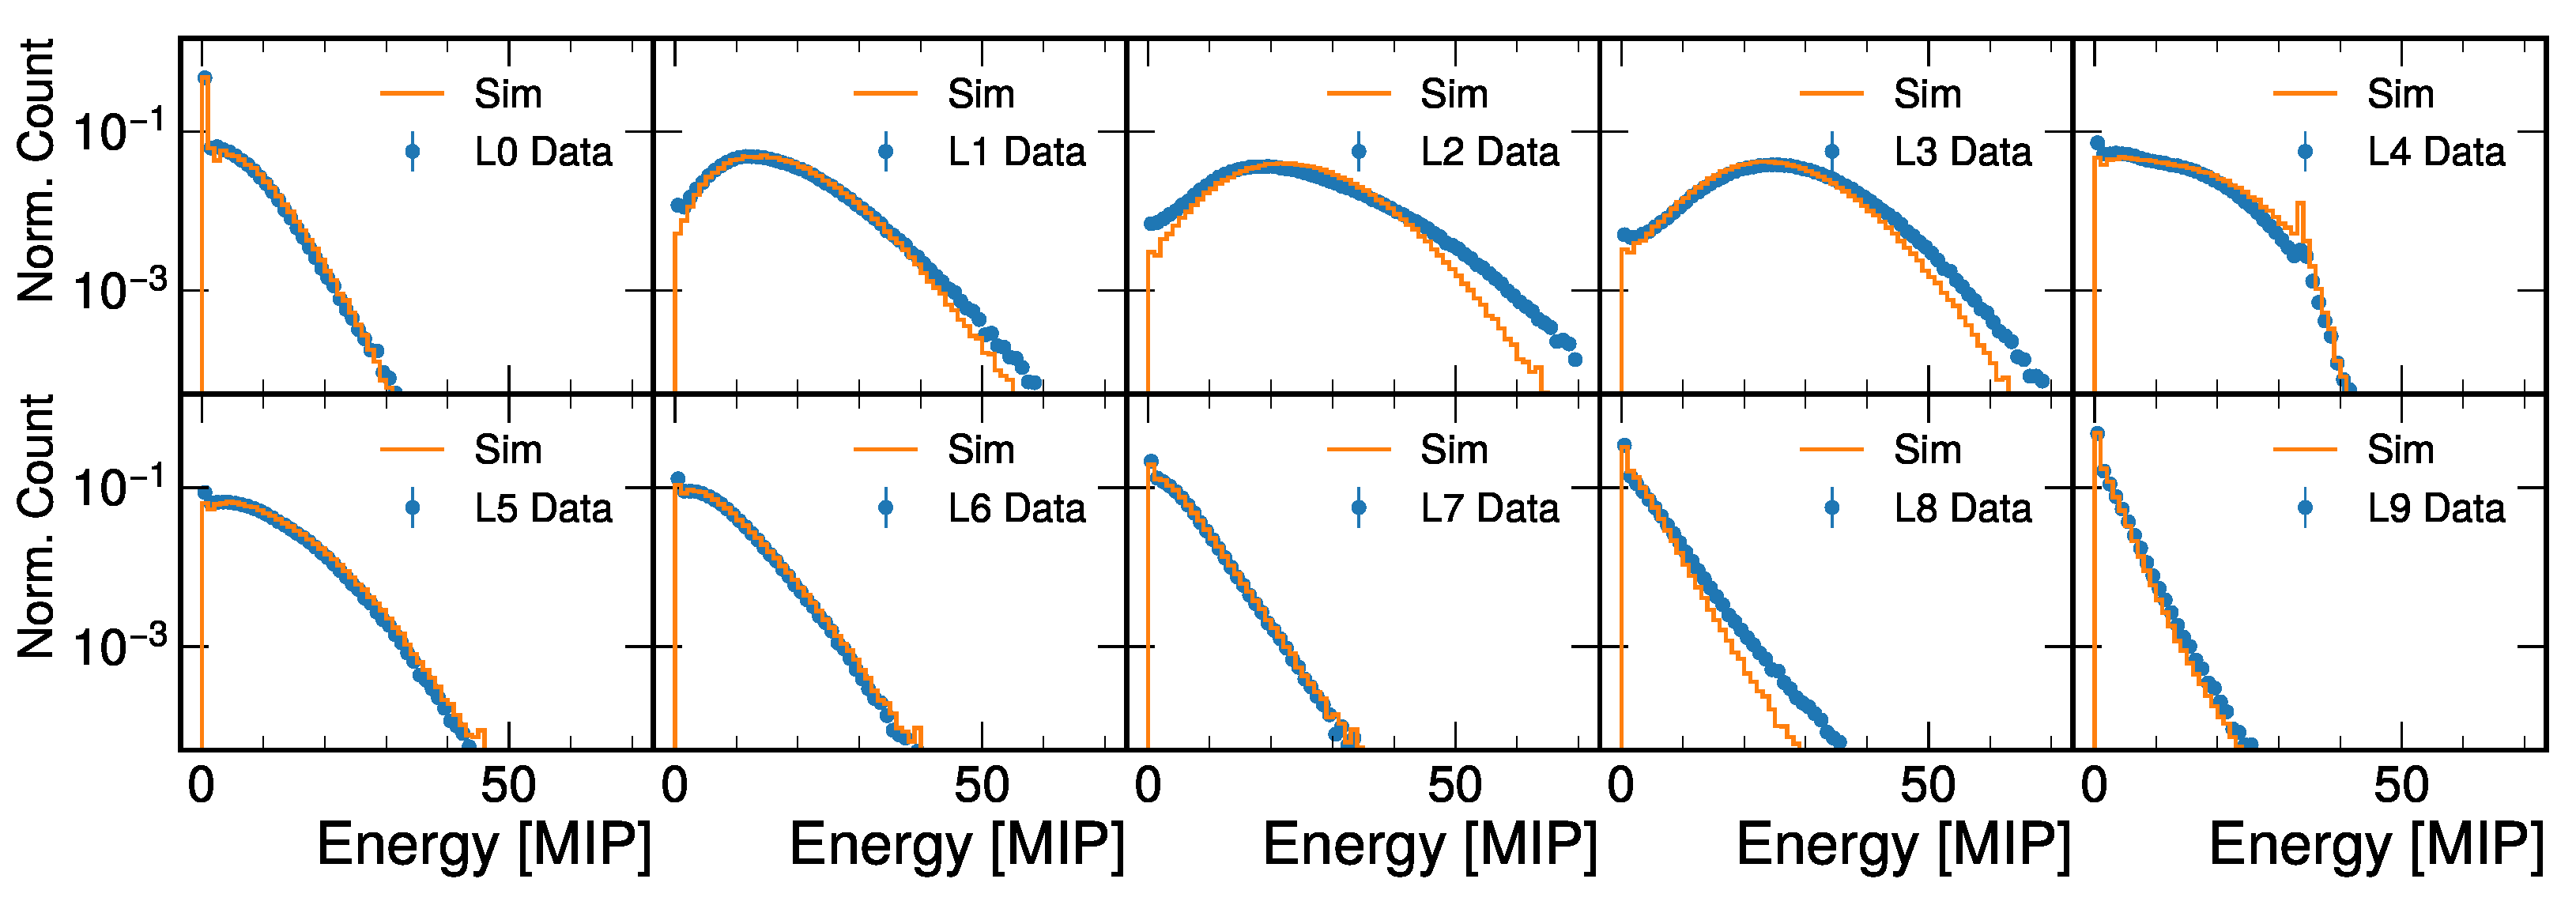 Norm. Count
10⁻¹
10⁻³
Sim
L0 Data
Sim
L1 Data
Sim
L2 Data
Sim
L3 Data
Sim
L4 Data
Norm. Count
10⁻¹
10⁻³
Sim
L5 Data
Sim
L6 Data
Sim
L7 Data
Sim
L8 Data
Sim
L9 Data
0 50 0 50 0 50 0 50 0 50
Energy [MIP] Energy [MIP] Energy [MIP] Energy [MIP] Energy [MIP]